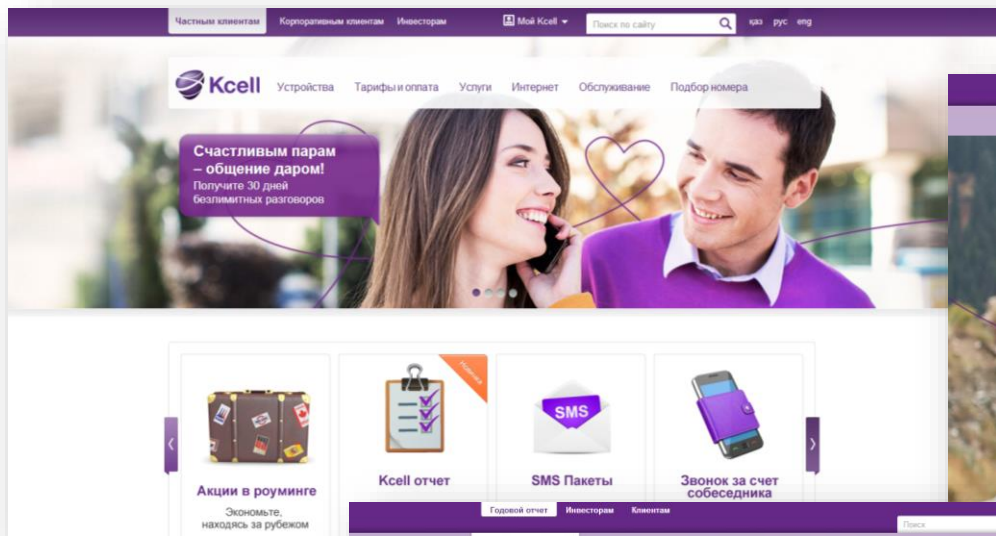 Частным клиентам
Корпоративным клиентам
Инвесторам
Мой Kcell
Поиск по сайту
қаз рус eng
Kcell
Устройства
Тарифы и оплата
Услуги
Интернет
Обслуживание
Подбор номера
Счастливым парам
– общение даром!
Получите 30 дней
безлимитных разговоров
Новинка
SMS
Акции в роуминге
Экономьте,
находясь за рубежом
Kcell отчет
SMS Пакеты
Звонок за счет
собеседника
Годовой отчет
Инвесторам
Клиентам
Поиск